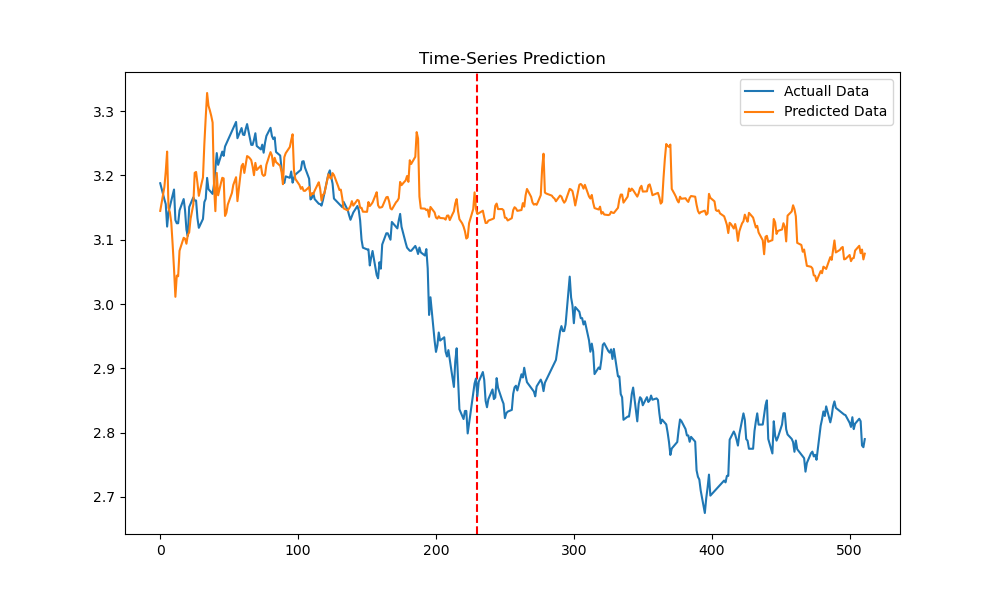 Time-Series Prediction
Actuall Data
Predicted Data
3.3
3.2
3.1
3.0
2.9
2.8
2.7
0 100 200 300 400 500